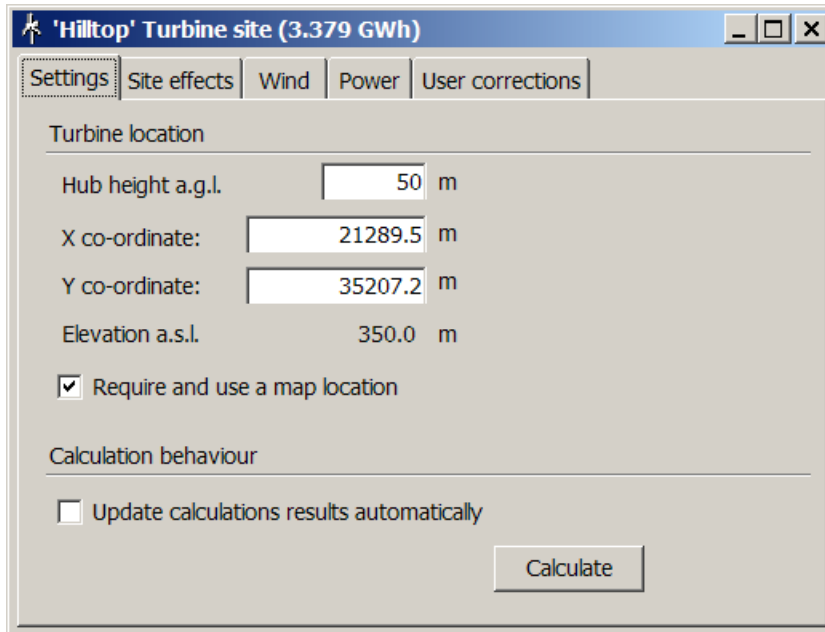 'Hilltop' Turbine site (3.379 GWh)
Settings Site effects Wind Power User corrections
Turbine location
Hub height a.g.l. 50 m
X co-ordinate: 21289.5 m
Y co-ordinate: 35207.2 m
Elevation a.s.l. 350.0 m
Require and use a map location
Calculation behaviour
Update calculations results automatically
Calculate